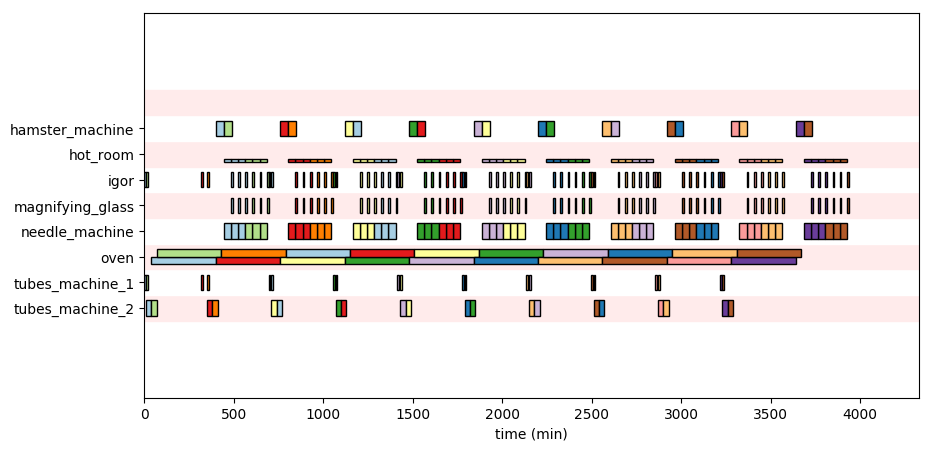 hamster_machine
hot_room
igor
magnifying_glass
needle_machine
oven
tubes_machine_1
tubes_machine_2
0 500 1000 1500 2000 2500 3000 3500 4000
time (min)